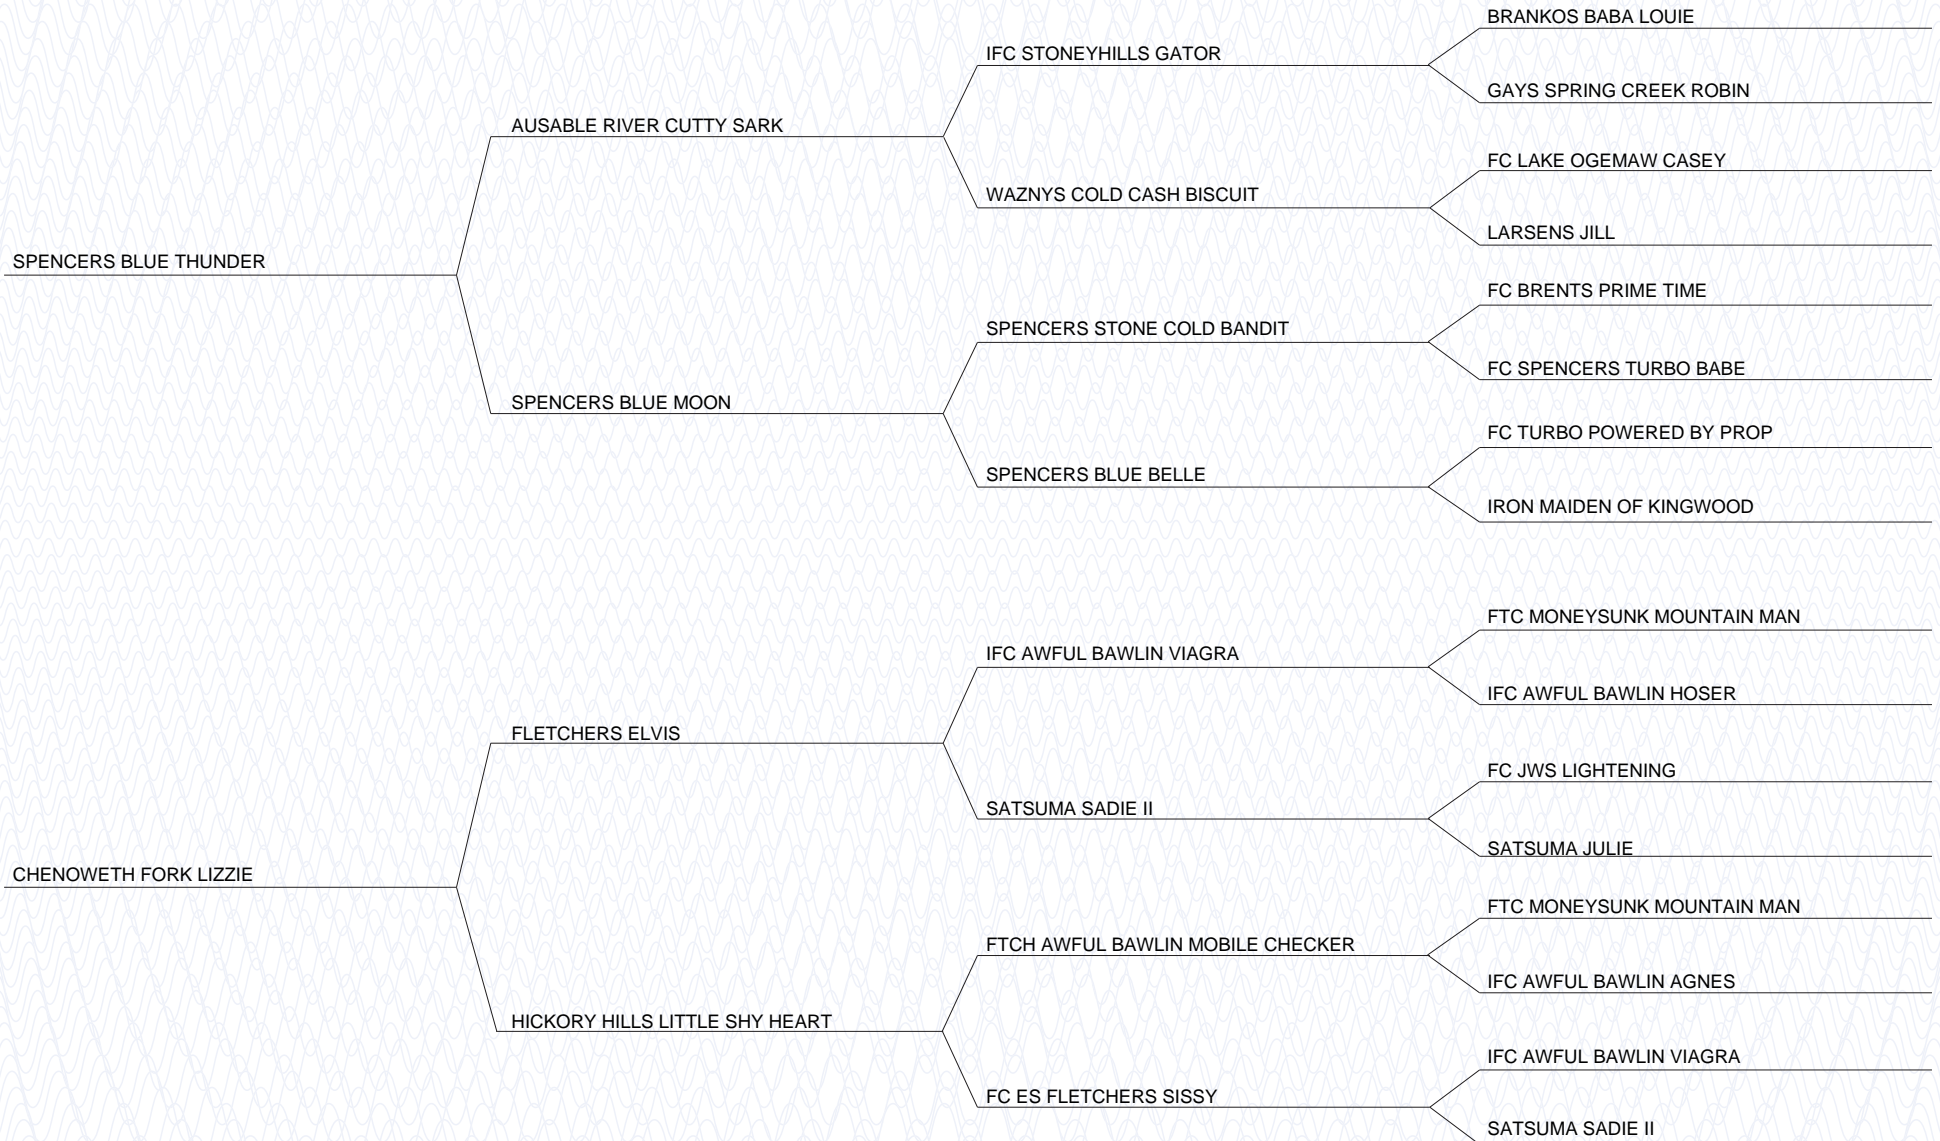 BRANKOS BABA LOUIE
IFC STONEYHILLS GATOR
GAYS SPRING CREEK ROBIN
AUSABLE RIVER CUTTY SARK
FC LAKE OGEMAW CASEY
WAZNYS COLD CASH BISCUIT
LARSENS JILL
SPENCERS BLUE THUNDER
FC BRENTS PRIME TIME
SPENCERS STONE COLD BANDIT
FC SPENCERS TURBO BABE
SPENCERS BLUE MOON
FC TURBO POWERED BY PROP
SPENCERS BLUE BELLE
IRON MAIDEN OF KINGWOOD
FTC MONEYSUNK MOUNTAIN MAN
IFC AWFUL BAWLIN VIAGRA
IFC AWFUL BAWLIN HOSER
FLETCHERS ELVIS
FC JWS LIGHTENING
SATSUMA SADIE II
SATSUMA JULIE
CHENOWETH FORK LIZZIE
FTC MONEYSUNK MOUNTAIN MAN
FTCH AWFUL BAWLIN MOBILE CHECKER
IFC AWFUL BAWLIN AGNES
HICKORY HILLS LITTLE SHY HEART
IFC AWFUL BAWLIN VIAGRA
FC ES FLETCHERS SISSY
SATSUMA SADIE II